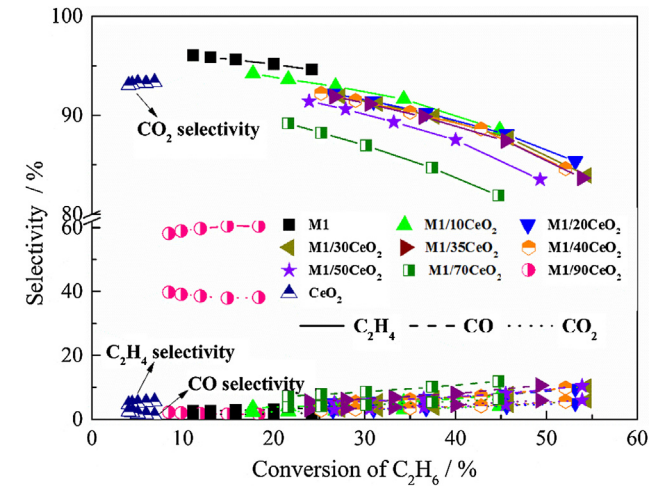 100
CO₂ selectivity
90
Selectivity / %
80
60
M1 M1/10CeO₂ M1/20CeO₂
M1/30CeO₂ M1/35CeO₂ M1/40CeO₂
M1/50CeO₂ M1/70CeO₂ M1/90CeO₂
CeO₂
40
C₂H₄ CO CO₂
20
C₂H₄ selectivity
CO selectivity
0
0 10 20 30 40 50 60
Conversion of C₂H₆ / %